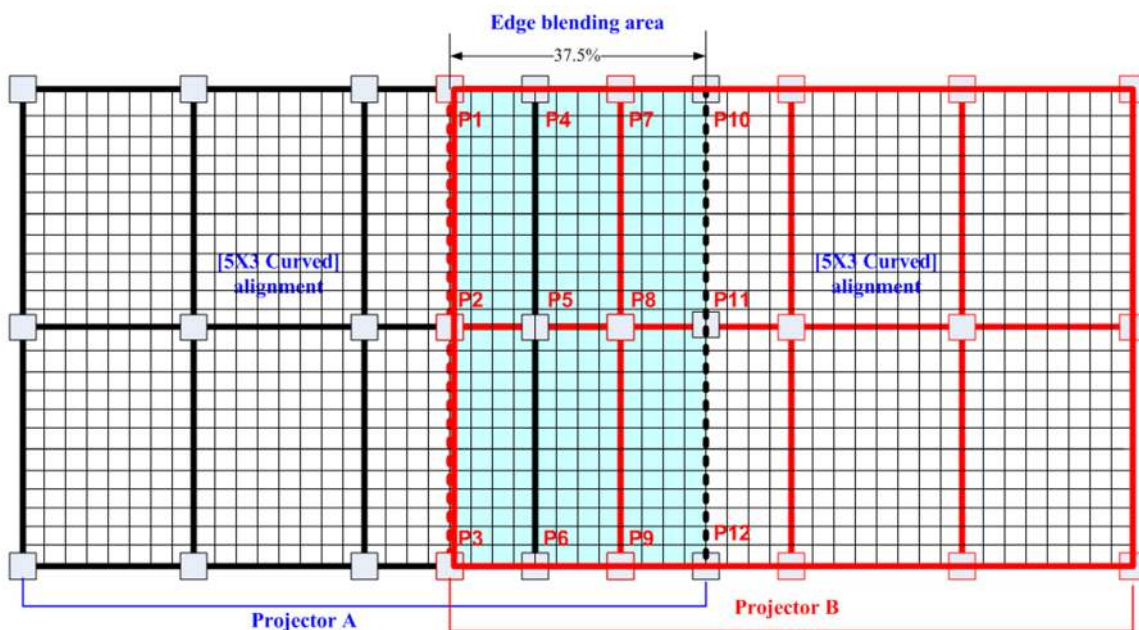 Edge blending area
37.5%
P1 P4 P7 P10
[5X3 Curved]
alignment
[5X3 Curved]
alignment
P2 P5 P8 P11
P3 P6 P9 P12
Projector A
Projector B